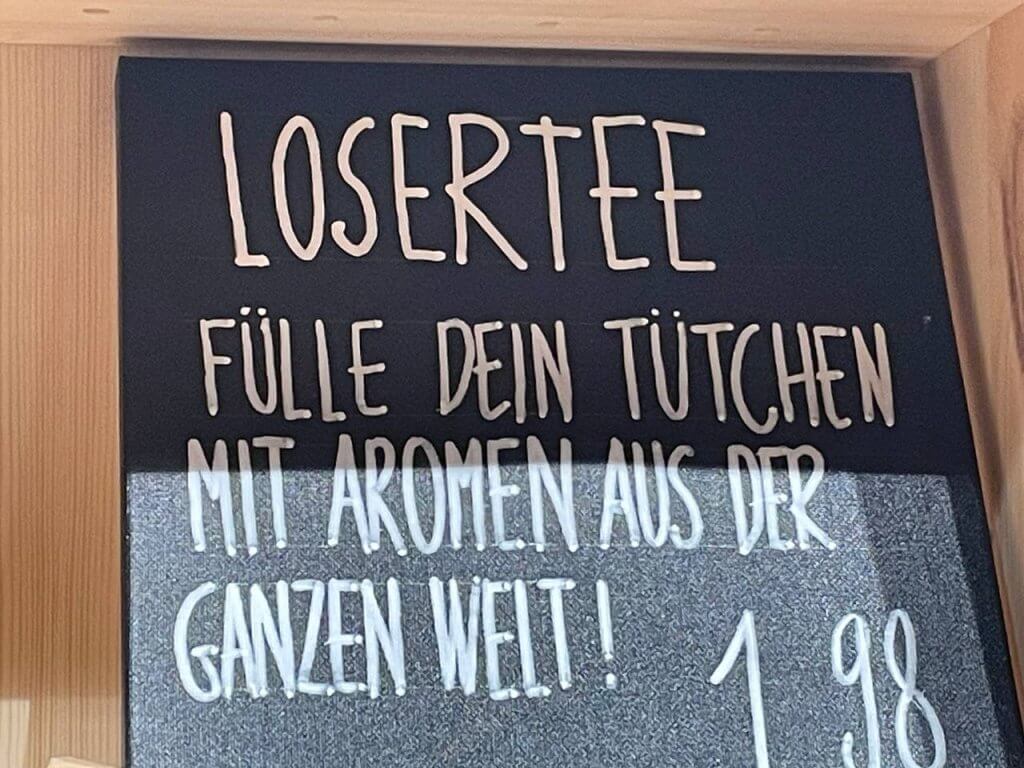 LOSERTEE
FÜLLE DEIN TÜTCHEN
MIT AROMEN AUS DER
GANZEN WELT!
1 98